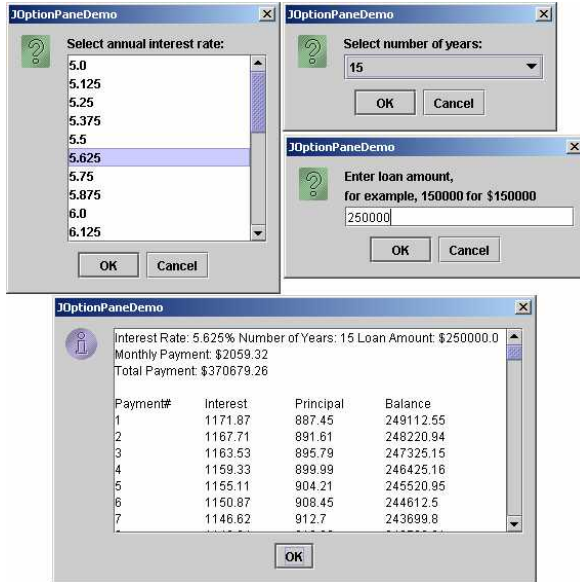 JOptionPaneDemo
Select annual interest rate:
5.0
5.125
5.25
5.375
5.5
5.625
5.75
5.875
6.0
6.125
OK Cancel
JOptionPaneDemo
Select number of years:
15
OK Cancel
JOptionPaneDemo
Enter loan amount,
for example, 150000 for $150000
250000
OK Cancel
JOptionPaneDemo
Interest Rate: 5.625% Number of Years: 15 Loan Amount: $250000.0
Monthly Payment: $2059.32
Total Payment: $370679.26
Payment# Interest Principal Balance
1 1171.87 887.45 249112.55
2 1167.71 891.61 248220.94
3 1163.53 895.79 247325.15
4 1159.33 899.99 246425.16
5 1155.11 904.21 245520.95
6 1150.87 908.45 244612.5
7 1146.62 912.7 243699.8
OK